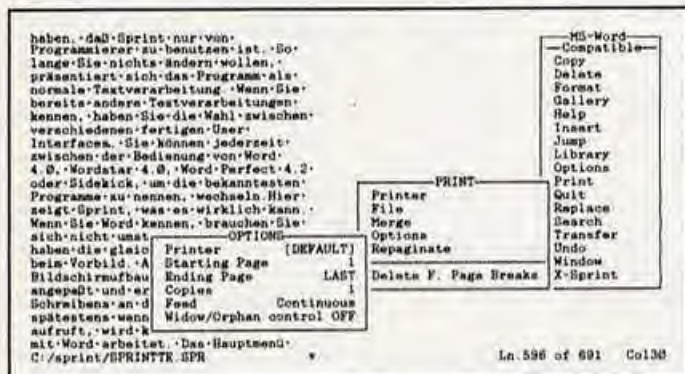 haben,·daß·Sprint·nur·von·
Programmierer·zu·benutzen·ist.·So·
lange·Sie·nichts·ändern·wollen,·
präsentiert·sich·das·Programm·als·
normale·Textverarbeitung.·Wenn·Sie·
bereits·andere·Textverarbeitungen·
kennen,·haben·Sie·die·Wahl·zwischen·
verschiedenen·fertigen·User·
Interfaces.·Sie·können·jederzeit·
zwischen·der·Bedienung·von·Word·
4.0,·Wordstar·4.0,·Word·Perfect·4.2·
oder·Sidekick,·um·die·bekanntesten·
Programme·zu·nennen,·wechseln.Hier·
zeigt·Sprint,·was·es·wirklich·kann.·
Wenn·Sie·Word·kennen,·brauchen·Sie·
sich·nicht·umst
haben·die·gleic
beim·Vorbild.·A
Bildschirmaufbau
angepaßt·und·er
Schreibens·an·d
spätestens·wenn
aufruft,·wird·k
mit·Word·arbeitet.·Das·Hauptmenü·
C:/sprint/SPRINTTE.SPR
OPTIONS
Printer [DEFAULT]
Starting Page 1
Ending Page LAST
Copies 1
Feed Continuous
Widow/Orphan control OFF
PRINT
Printer
File
Merge
Options
Repaginate
Delete F. Page Breaks
MS-Word
Compatible
Copy
Delete
Format
Gallery
Help
Insert
Jump
Library
Options
Print
Quit
Replace
Search
Transfer
Undo
Window
X-Sprint
Ln.596 of 691 Col30